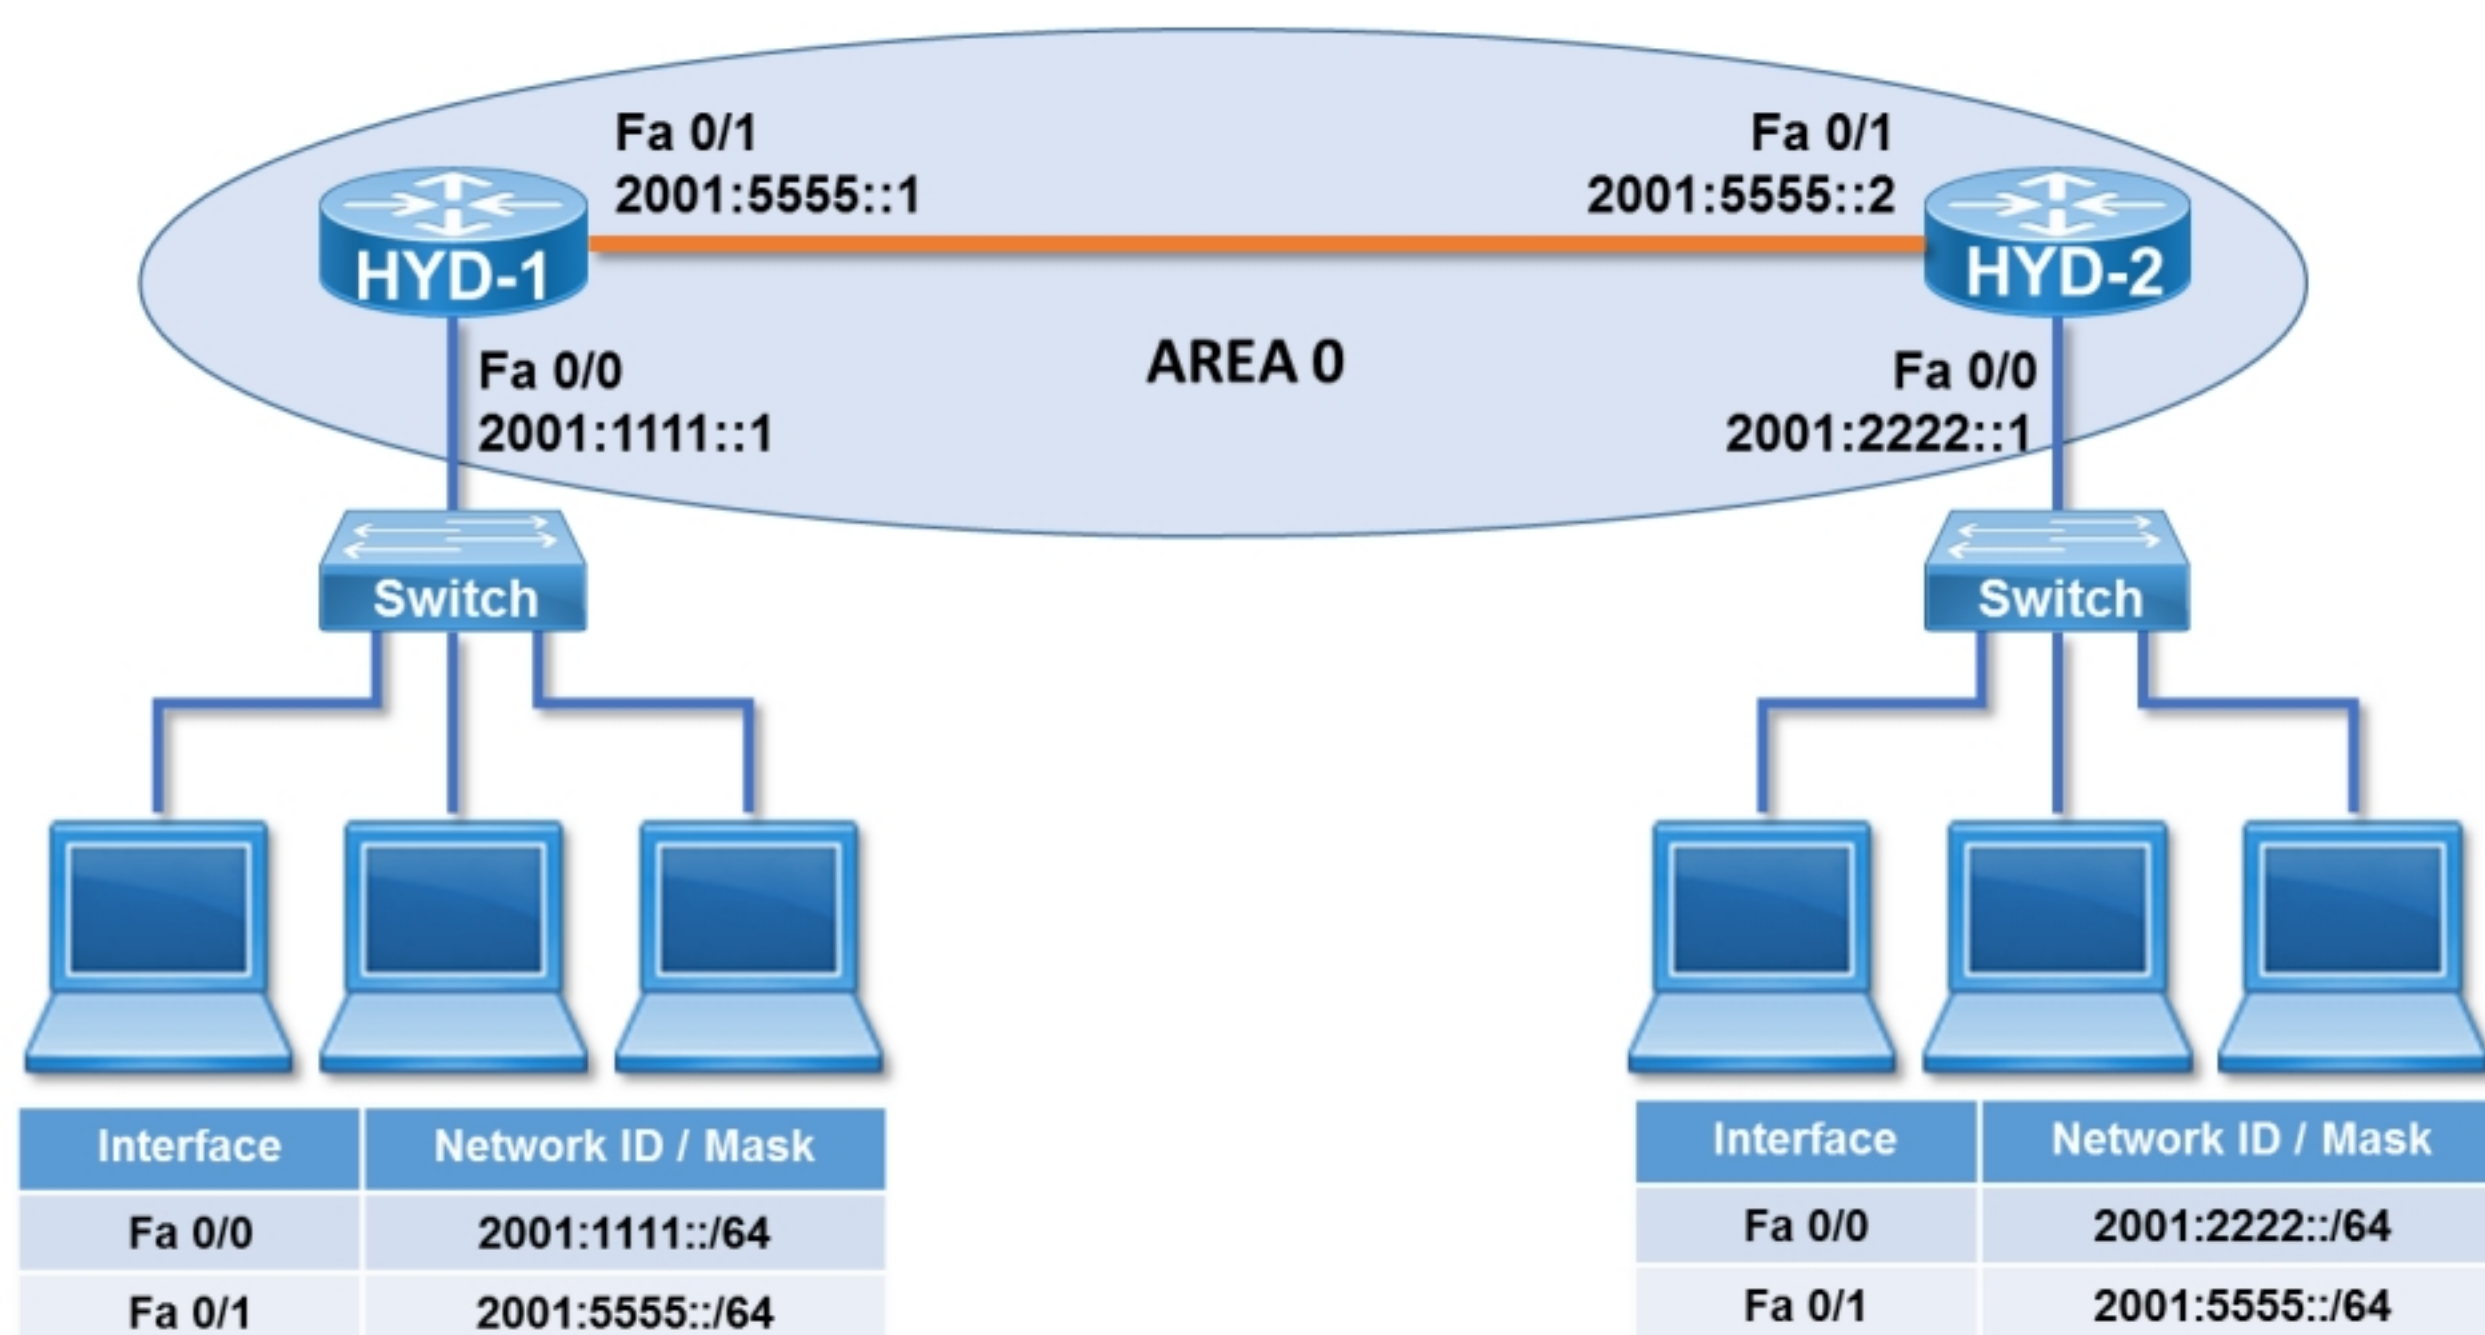 Fa 0/1
2001:5555::1
Fa 0/1
2001:5555::2
HYD-1
HYD-2
Fa 0/0
2001:1111::1
AREA 0
Fa 0/0
2001:2222::1
Switch
Switch
Interface Network ID / Mask
Fa 0/0 2001:1111::/64
Fa 0/1 2001:5555::/64
Interface Network ID / Mask
Fa 0/0 2001:2222::/64
Fa 0/1 2001:5555::/64